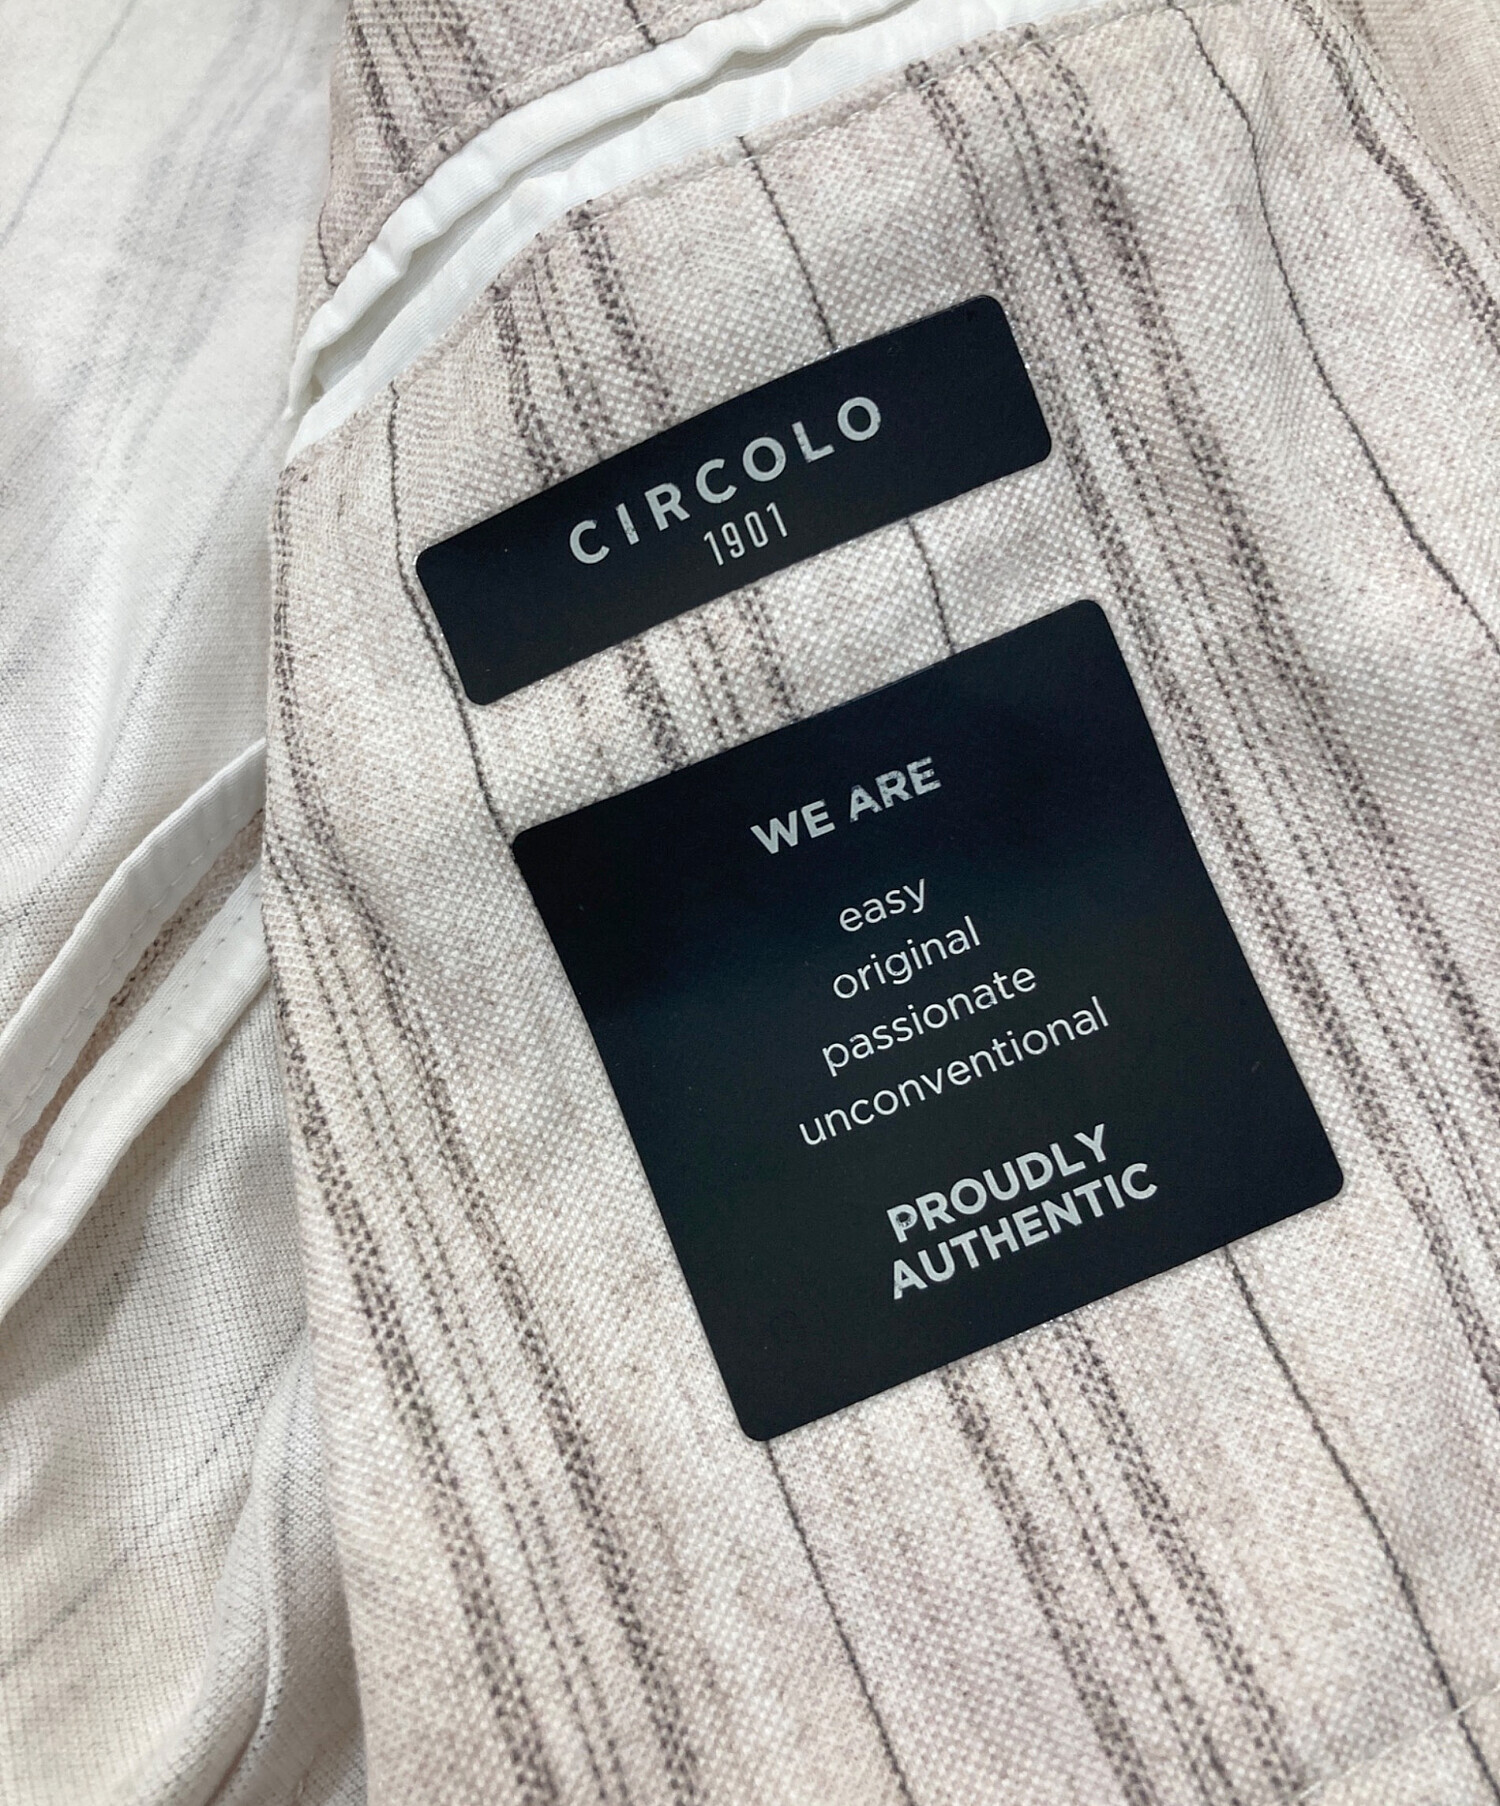 CIRCOLO
1901
WE ARE
easy
original
passionate
unconventional
PROUDLY
AUTHENTIC